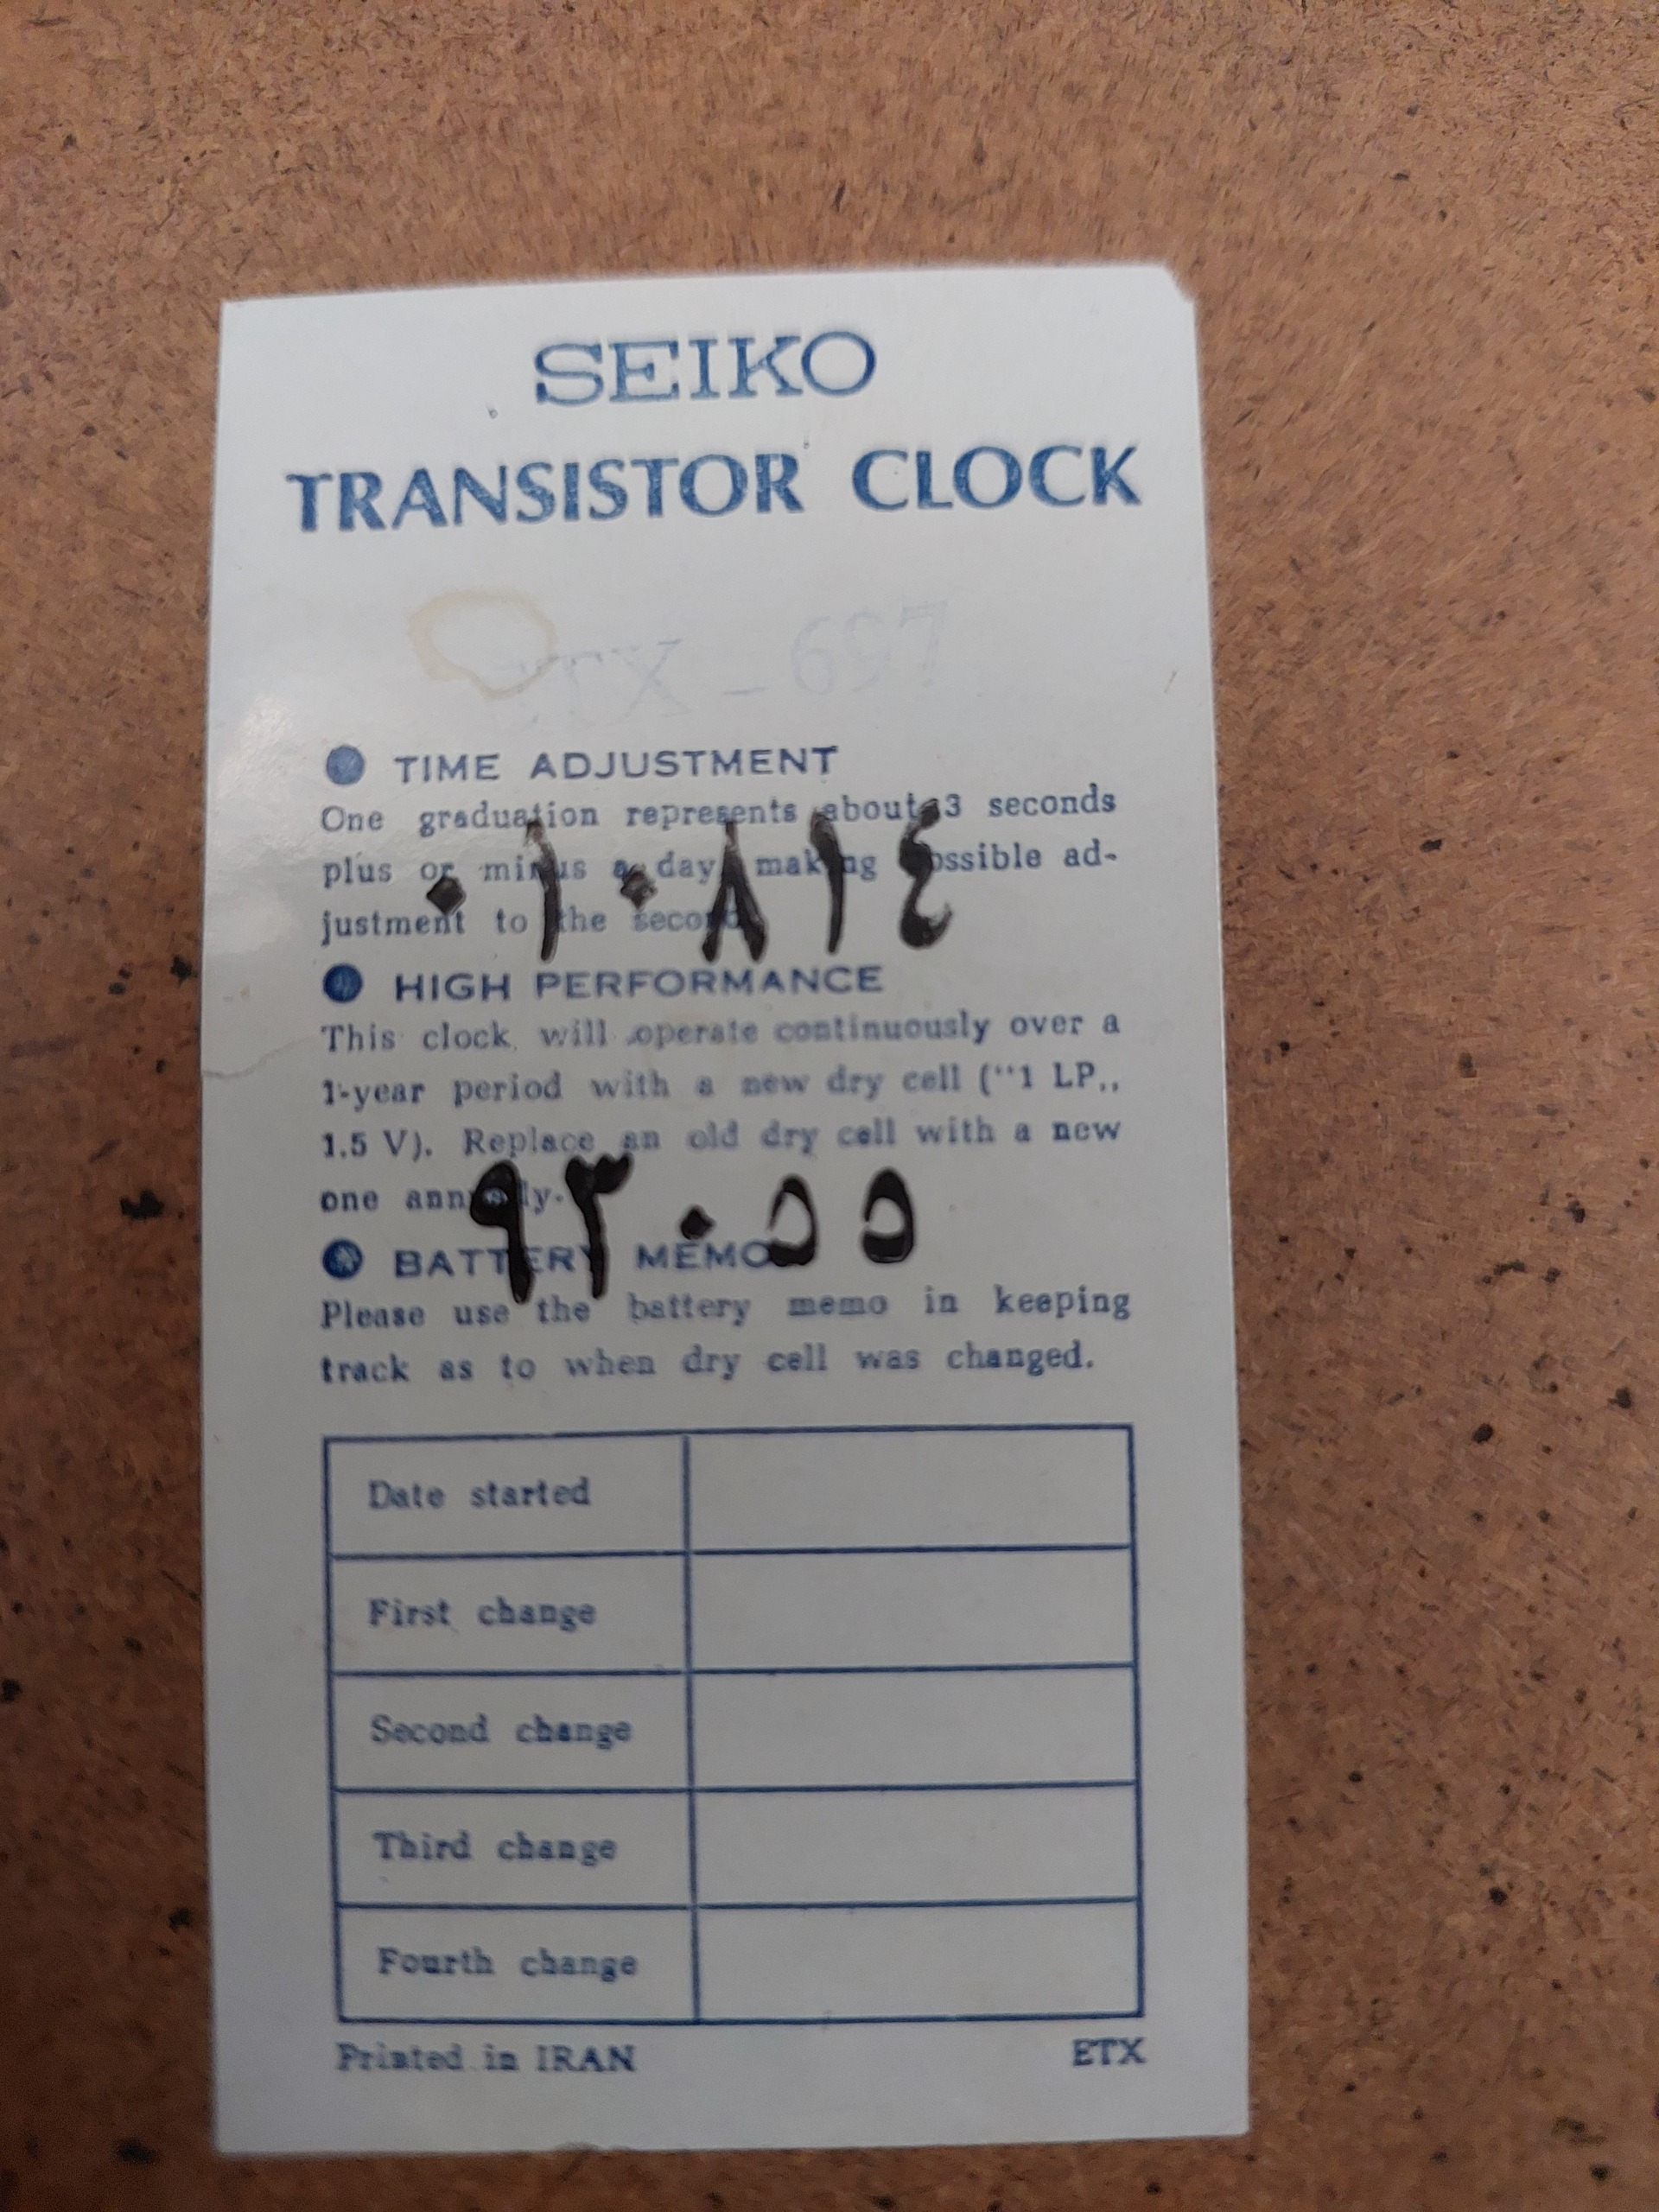 SEIKO
TRANSISTOR CLOCK
ETX - 697
● TIME ADJUSTMENT
One graduation represents about 3 seconds
plus or minus a day, making possible ad-
justment to the second.
۰۱۰۸۱٤
● HIGH PERFORMANCE
This clock will operate continuously over a
1-year period with a new dry cell ("1 LP,,
1.5 V). Replace an old dry cell with a new
one annually.
۹۳۰۵۵
● BATTERY MEMO
Please use the battery memo in keeping
track as to when dry cell was changed.
Date started
First change
Second change
Third change
Fourth change
Printed in IRAN ETX